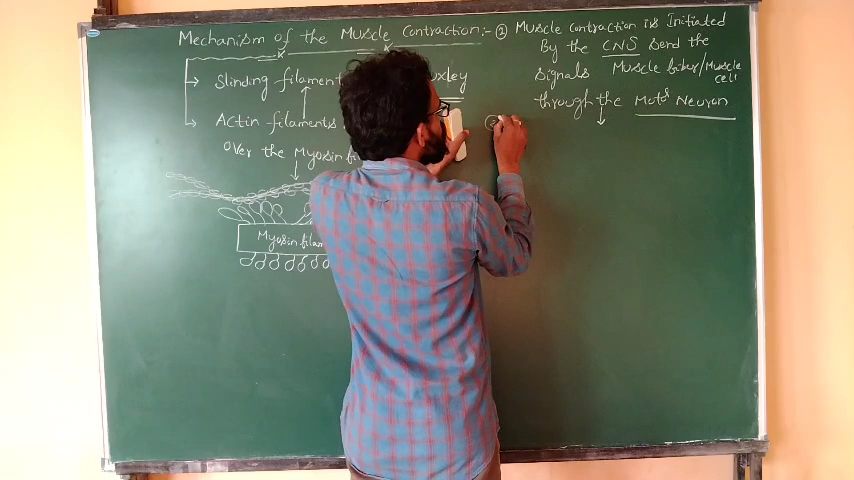 Mechanism of the Muscle Contraction:-
Slinding filament
uxley
Actin filaments
Over the Myosin fi
Myosin fila
② Muscle contraction is Initiated
By the CNS send the
signals Muscle fiber/Muscle
cell
through the Motor Neuron